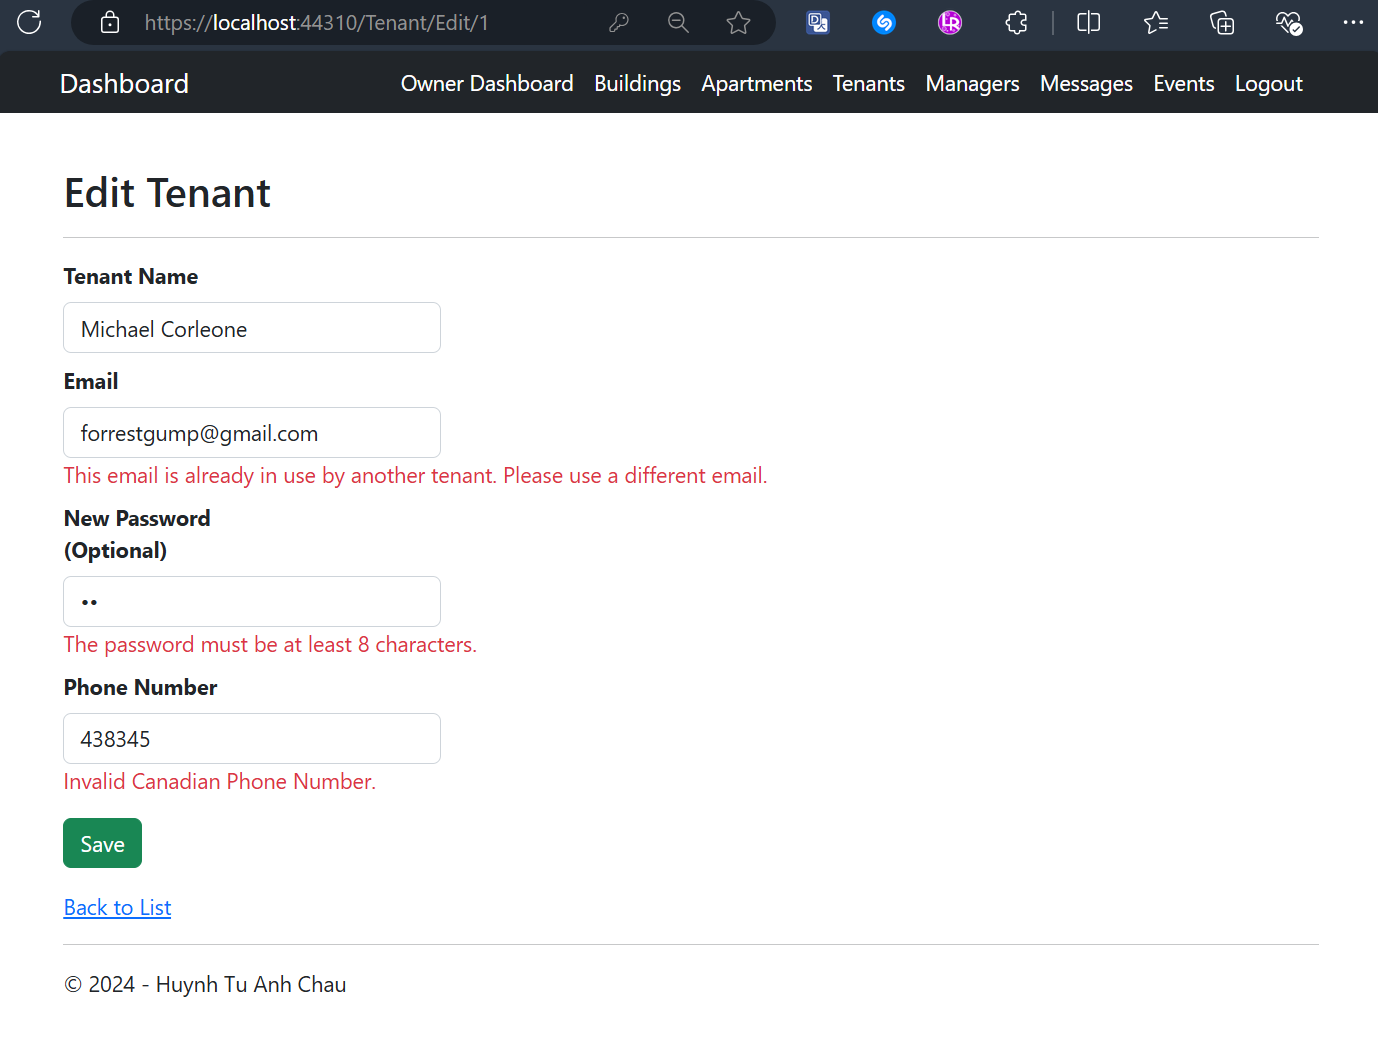 https://localhost:44310/Tenant/Edit/1
Dashboard Owner Dashboard Buildings Apartments Tenants Managers Messages Events Logout
Edit Tenant
Tenant Name
Michael Corleone
Email
forrestgump@gmail.com
This email is already in use by another tenant. Please use a different email.
New Password
(Optional)
••
The password must be at least 8 characters.
Phone Number
438345
Invalid Canadian Phone Number.
Save
Back to List
© 2024 - Huynh Tu Anh Chau